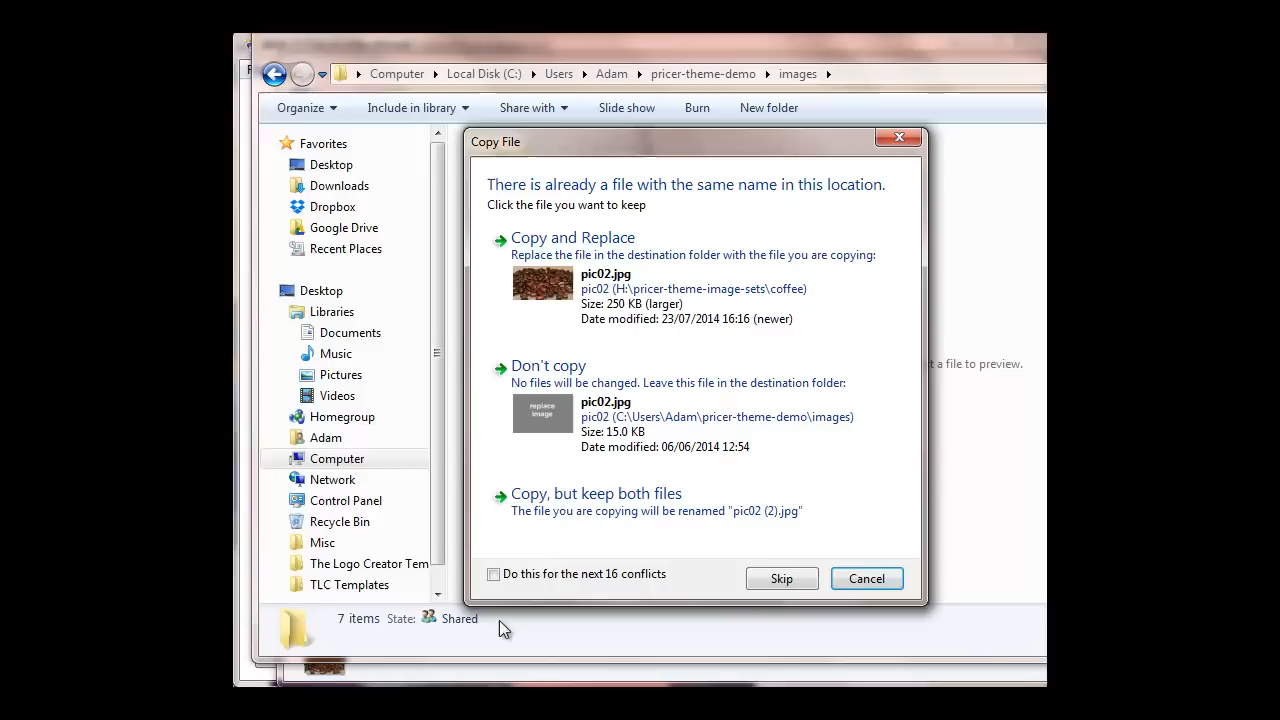 Computer Local Disk (C:) Users Adam pricer-theme-demo images
Organize Include in library Share with Slide show Burn New folder
Favorites
Desktop
Downloads
Dropbox
Google Drive
Recent Places
Desktop
Libraries
Documents
Music
Pictures
Videos
Homegroup
Adam
Computer
Network
Control Panel
Recycle Bin
Misc
The Logo Creator Tem
TLC Templates
Copy File
There is already a file with the same name in this location.
Click the file you want to keep
Copy and Replace
Replace the file in the destination folder with the file you are copying:
pic02.jpg
pic02 (H:\pricer-theme-image-sets\coffee)
Size: 250 KB (larger)
Date modified: 23/07/2014 16:16 (newer)
Don't copy
No files will be changed. Leave this file in the destination folder:
replace
image
pic02.jpg
pic02 (C:\Users\Adam\pricer-theme-demo\images)
Size: 15.0 KB
Date modified: 06/06/2014 12:54
Copy, but keep both files
The file you are copying will be renamed "pic02 (2).jpg"
Do this for the next 16 conflicts
Skip
Cancel
t a file to preview.
7 items State: Shared